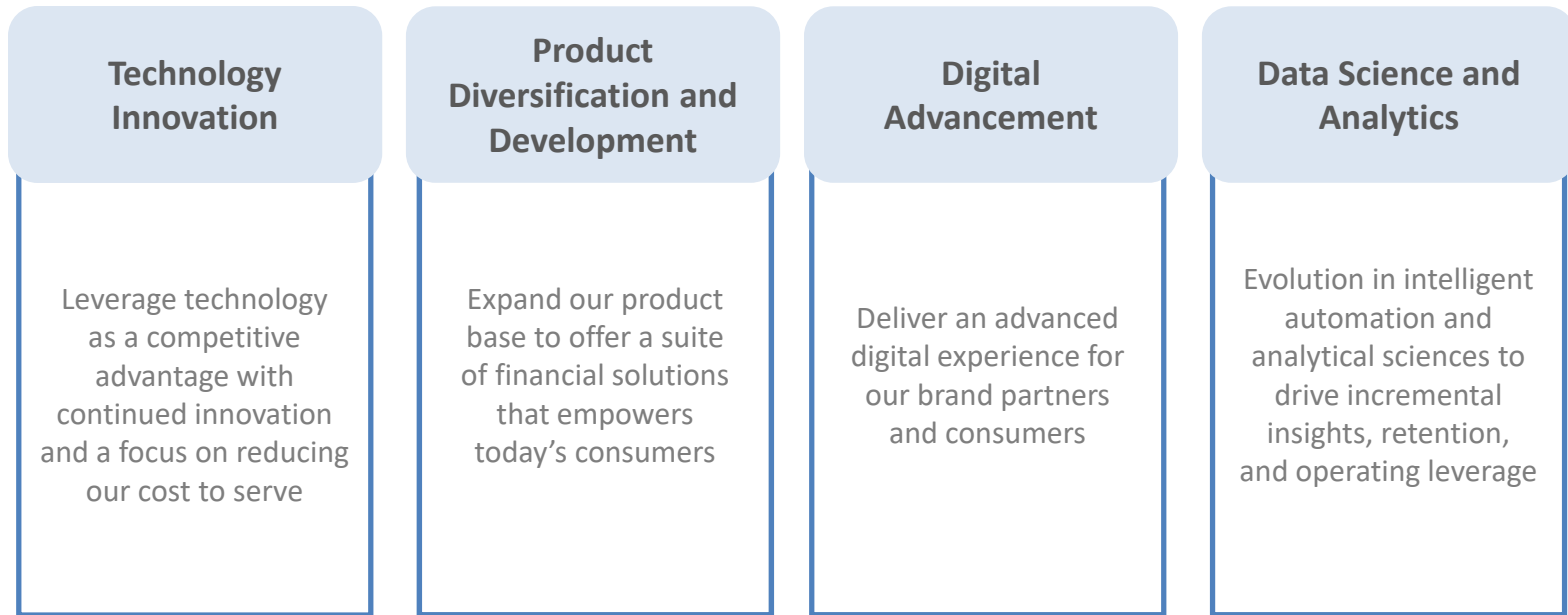 Technology
Innovation
Leverage technology
as a competitive
advantage with
continued innovation
and a focus on reducing
our cost to serve
Product
Diversification and
Development
Expand our product
base to offer a suite
of financial solutions
that empowers
today’s consumers
Digital
Advancement
Deliver an advanced
digital experience for
our brand partners
and consumers
Data Science and
Analytics
Evolution in intelligent
automation and
analytical sciences to
drive incremental
insights, retention,
and operating leverage